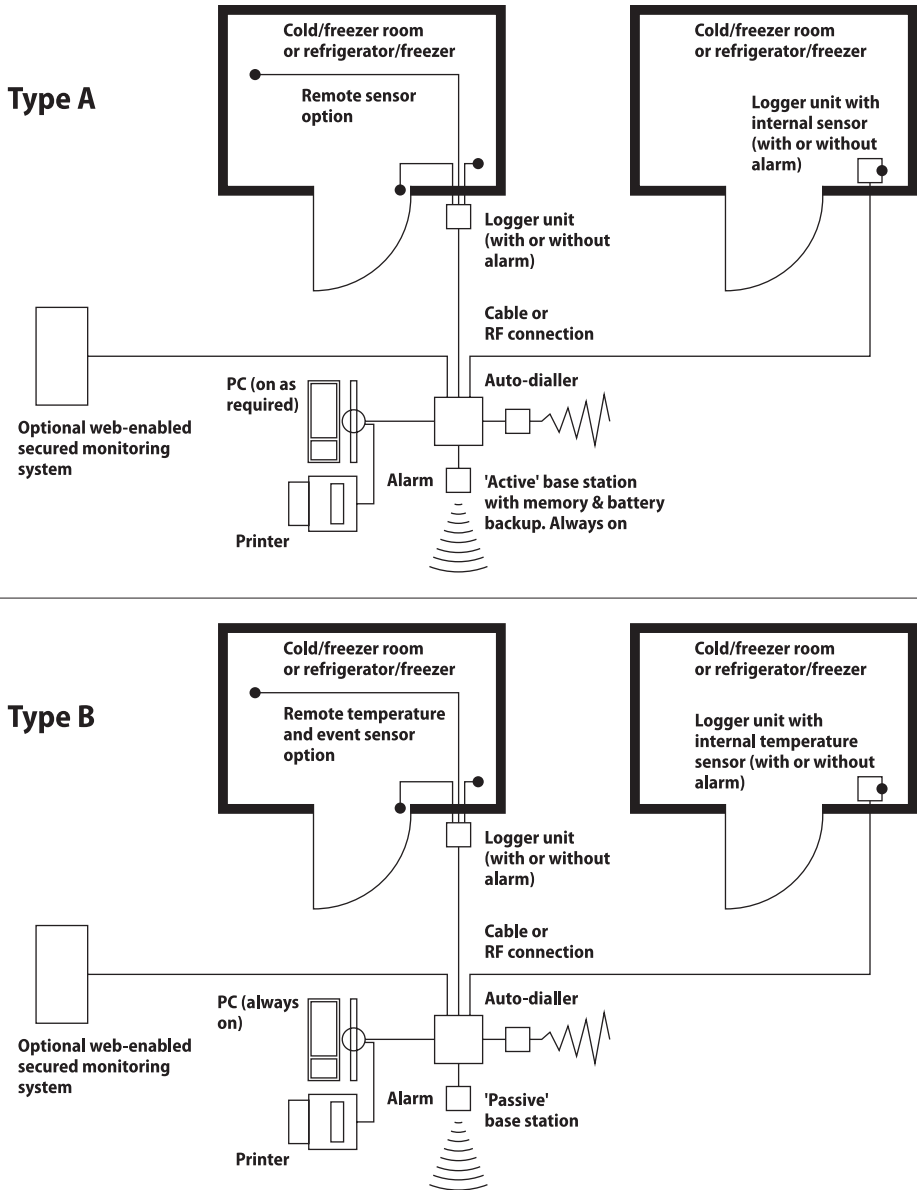 Type A
Cold/freezer room
or refrigerator/freezer
Remote sensor
option
Cold/freezer room
or refrigerator/freezer
Logger unit with
internal sensor
(with or without
alarm)
Logger unit
(with or without
alarm)
Cable or
RF connection
Optional web-enabled
secured monitoring
system
PC (on as
required)
Auto-dialler
Printer
Alarm
'Active' base station
with memory & battery
backup. Always on
Type B
Cold/freezer room
or refrigerator/freezer
Remote temperature
and event sensor
option
Cold/freezer room
or refrigerator/freezer
Logger unit with
internal temperature
sensor (with or without
alarm)
Logger unit
(with or without
alarm)
Cable or
RF connection
Optional web-enabled
secured monitoring
system
PC (always
on)
Auto-dialler
Printer
Alarm
'Passive'
base station